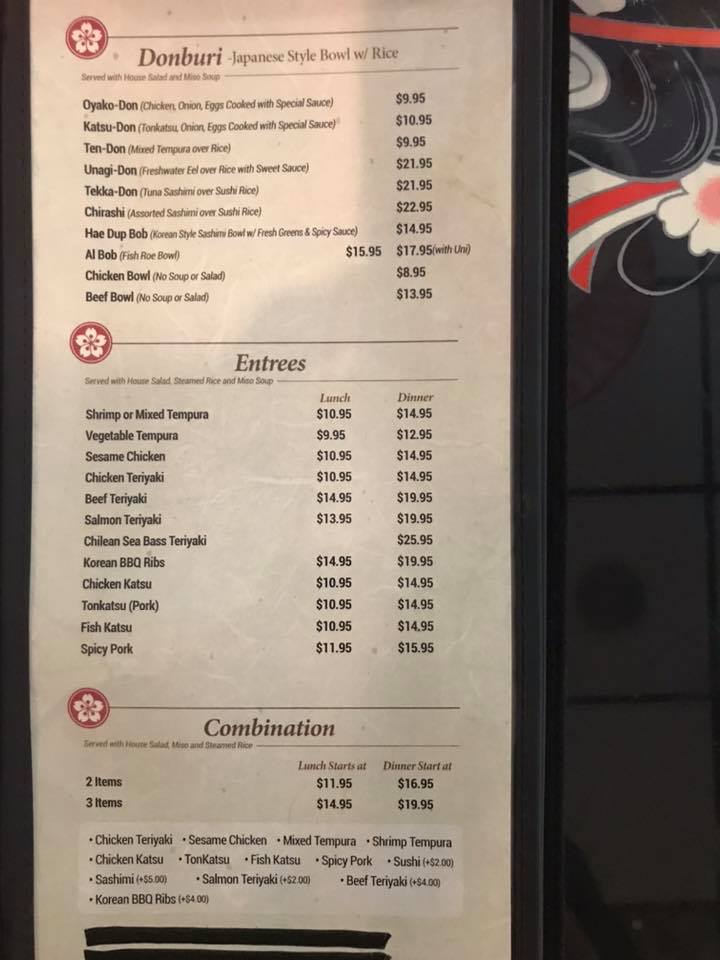 Donburi -Japanese Style Bowl w/ Rice
Served with House Salad and Miso Soup
Oyako-Don (Chicken, Onion, Eggs Cooked with Special Sauce) $9.95
Katsu-Don (Tonkatsu, Onion, Eggs Cooked with Special Sauce) $10.95
Ten-Don (Mixed Tempura over Rice) $9.95
Unagi-Don (Freshwater Eel over Rice with Sweet Sauce) $21.95
Tekka-Don (Tuna Sashimi over Sushi Rice) $21.95
Chirashi (Assorted Sashimi over Sushi Rice) $22.95
Hae Dup Bob (Korean Style Sashimi Bowl w/ Fresh Greens & Spicy Sauce) $14.95
Al Bob (Fish Roe Bowl) $15.95 $17.95(with Uni)
Chicken Bowl (No Soup or Salad) $8.95
Beef Bowl (No Soup or Salad) $13.95
Entrees
Served with House Salad, Steamed Rice and Miso Soup
Lunch Dinner
Shrimp or Mixed Tempura $10.95 $14.95
Vegetable Tempura $9.95 $12.95
Sesame Chicken $10.95 $14.95
Chicken Teriyaki $10.95 $14.95
Beef Teriyaki $14.95 $19.95
Salmon Teriyaki $13.95 $19.95
Chilean Sea Bass Teriyaki $25.95
Korean BBQ Ribs $14.95 $19.95
Chicken Katsu $10.95 $14.95
Tonkatsu (Pork) $10.95 $14.95
Fish Katsu $10.95 $14.95
Spicy Pork $11.95 $15.95
Combination
Served with House Salad, Miso and Steamed Rice
Lunch Starts at Dinner Start at
2 Items $11.95 $16.95
3 Items $14.95 $19.95
• Chicken Teriyaki • Sesame Chicken • Mixed Tempura • Shrimp Tempura
• Chicken Katsu • TonKatsu • Fish Katsu • Spicy Pork • Sushi (+$2.00)
• Sashimi (+$5.00) • Salmon Teriyaki (+$2.00) • Beef Teriyaki (+$4.00)
• Korean BBQ Ribs (+$4.00)